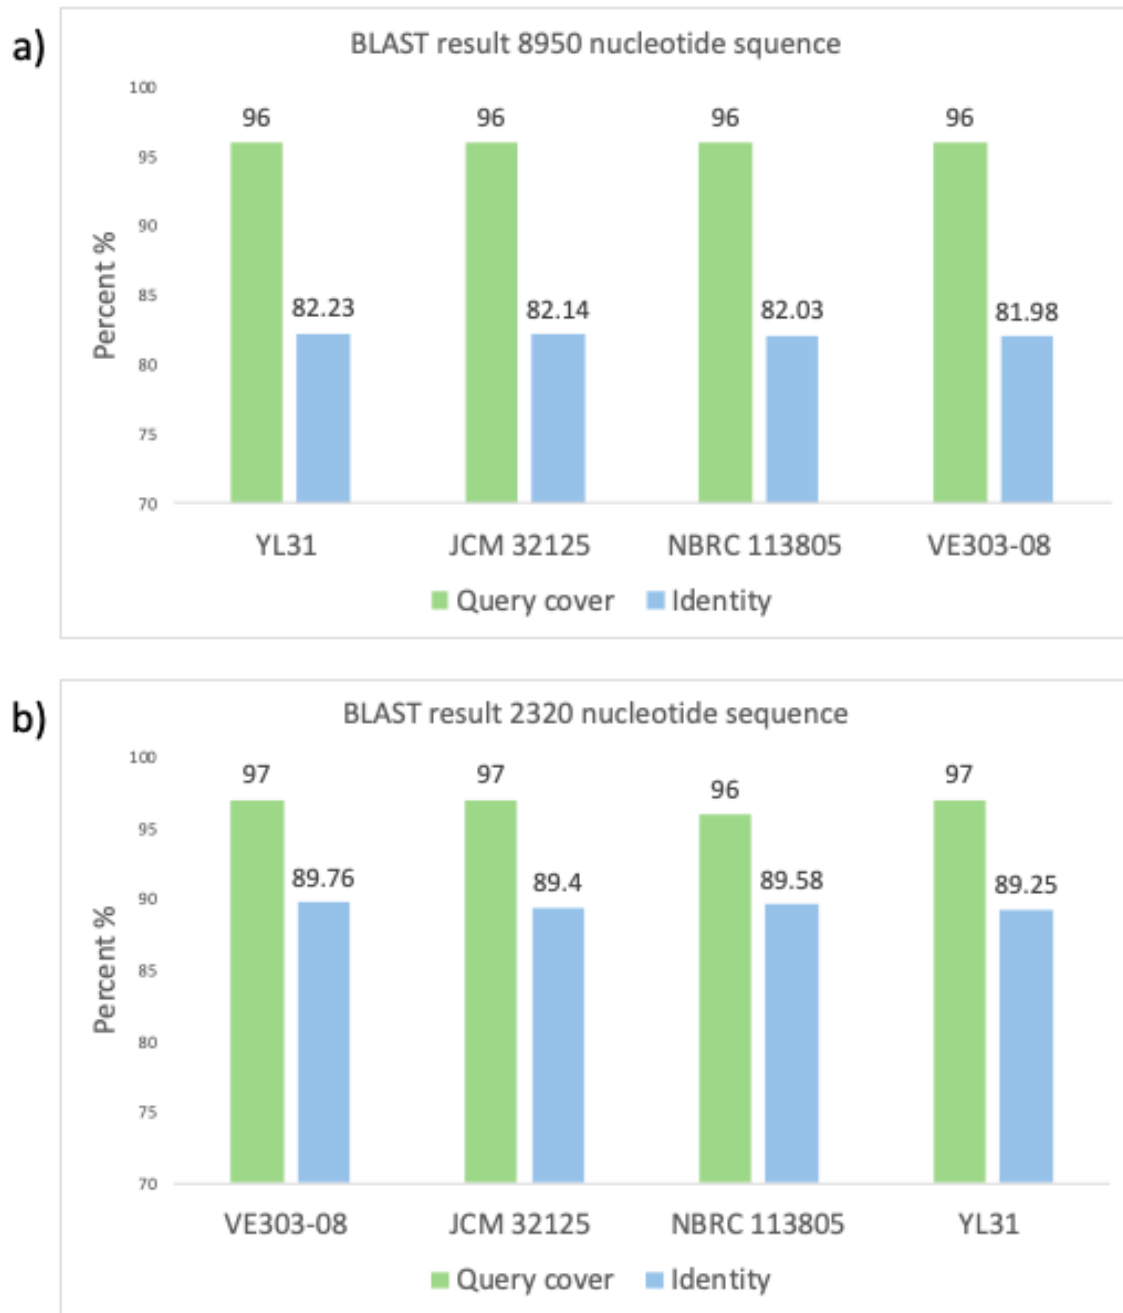 a)
BLAST result 8950 nucleotide squence
100
95
90
85
80
75
70
Percent %
96
82.23
96
82.14
96
82.03
96
81.98
YL31
JCM 32125
NBRC 113805
VE303-08
Query cover
Identity
b)
BLAST result 2320 nucleotide sequence
100
95
90
85
80
75
70
Percent %
97
89.76
97
89.4
96
89.58
97
89.25
VE303-08
JCM 32125
NBRC 113805
YL31
Query cover
Identity